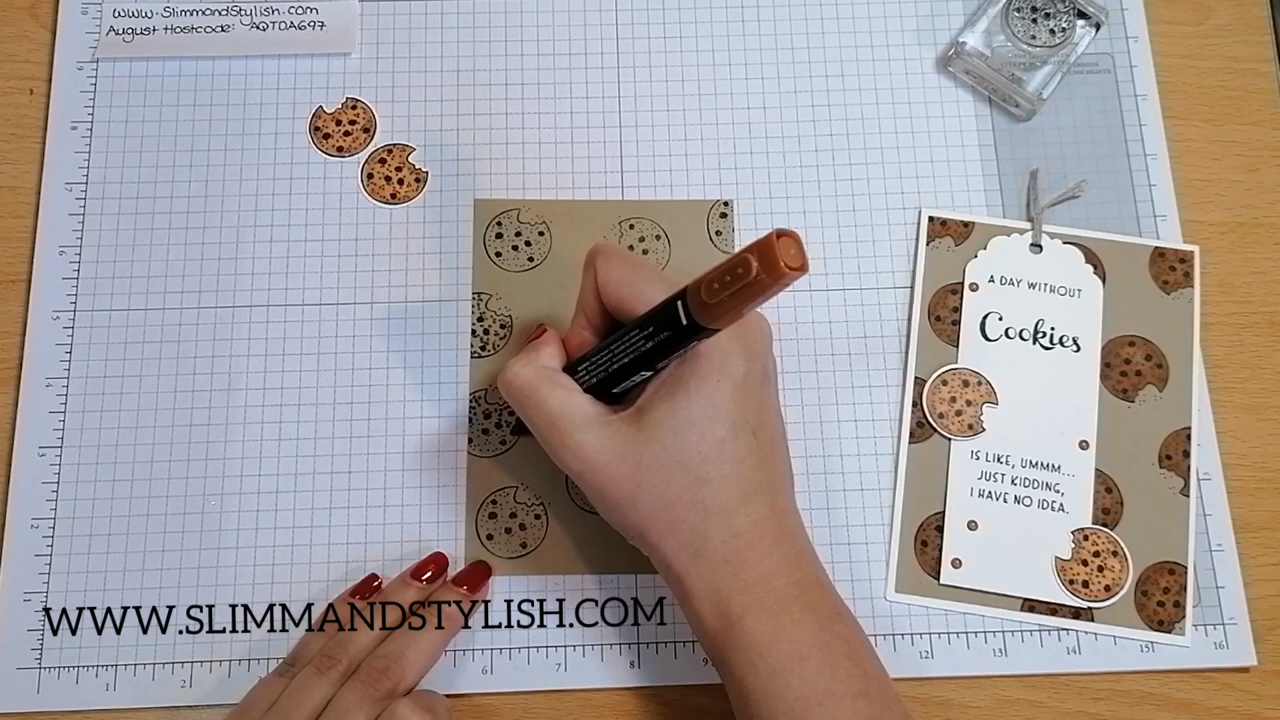 www.SlimmandStylish.com
August Hostcode: AQTDA697
A DAY WITHOUT
Cookies
IS LIKE, UMMM...
JUST KIDDING,
I HAVE NO IDEA.
WWW.SLIMMANDSTYLISH.COM